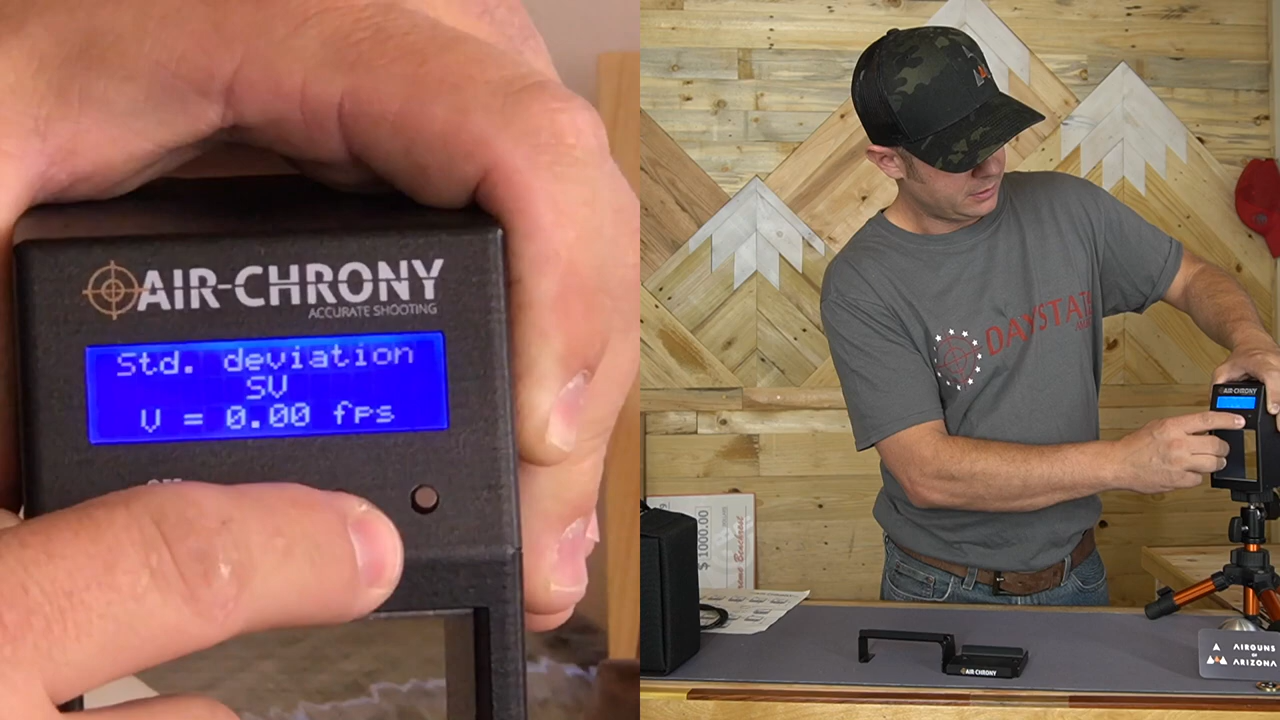 AIR-CHRONY
ACCURATE SHOOTING
Std. deviation
SV
V = 0.00 fps
DAYSTATE
AIR-CHRONY
$ 1000.00
AIR CHRONY
AIRGUNS
OF
ARIZONA